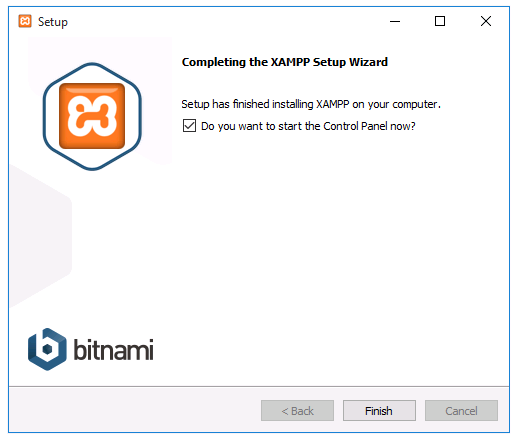 Setup
Completing the XAMPP Setup Wizard
Setup has finished installing XAMPP on your computer.
Do you want to start the Control Panel now?
bitnami
< Back
Finish
Cancel